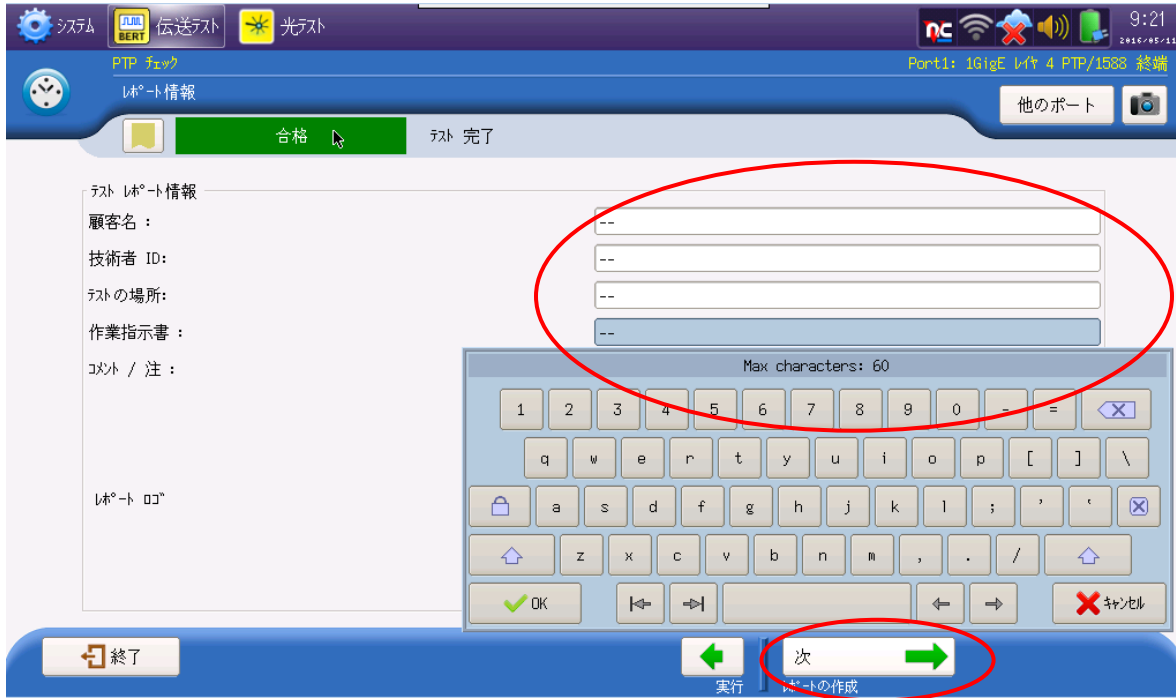 システム BERT 伝送テスト 光テスト 9:21
2016/05/11
PTP チェック Port1: 1GigE レイヤ 4 PTP/1588 終端
レポート情報
他のポート
合格 テスト 完了
テスト レポート情報
顧客名 : --
技術者 ID: --
テストの場所: --
作業指示書 : --
コメント / 注 :
Max characters: 60
1 2 3 4 5 6 7 8 9 0 - =
q w e r t y u i o p [ ] \
a s d f g h j k l ; ' `
レポート ロゴ
z x c v b n m , . /
OK キャンセル
終了 次
実行 レポートの作成